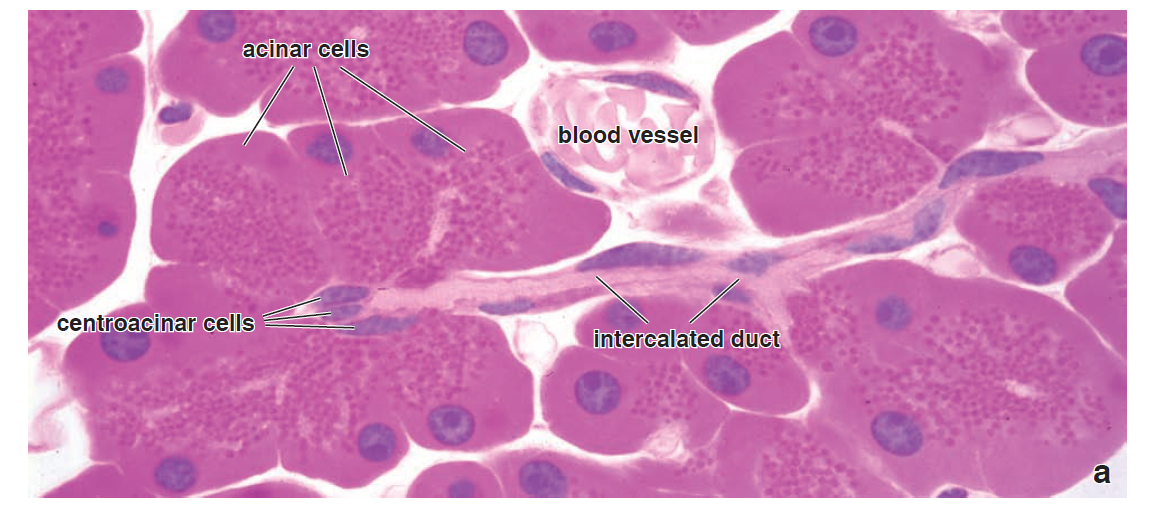 acinar cells
blood vessel
centroacinar cells
intercalated duct
a